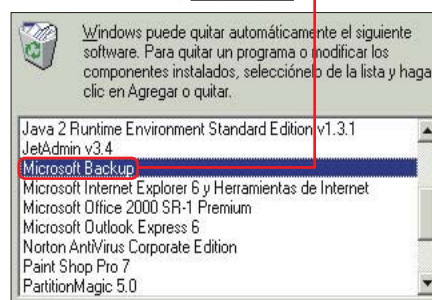 Windows puede quitar automáticamente el siguiente
software. Para quitar un programa o modificar los
componentes instalados, selecciónelo de la lista y haga
clic en Agregar o quitar.
Java 2 Runtime Environment Standard Edition v1.3.1
JetAdmin v3.4
Microsoft Backup
Microsoft Internet Explorer 6 y Herramientas de Internet
Microsoft Office 2000 SR-1 Premium
Microsoft Outlook Express 6
Norton AntiVirus Corporate Edition
Paint Shop Pro 7
PartitionMagic 5.0